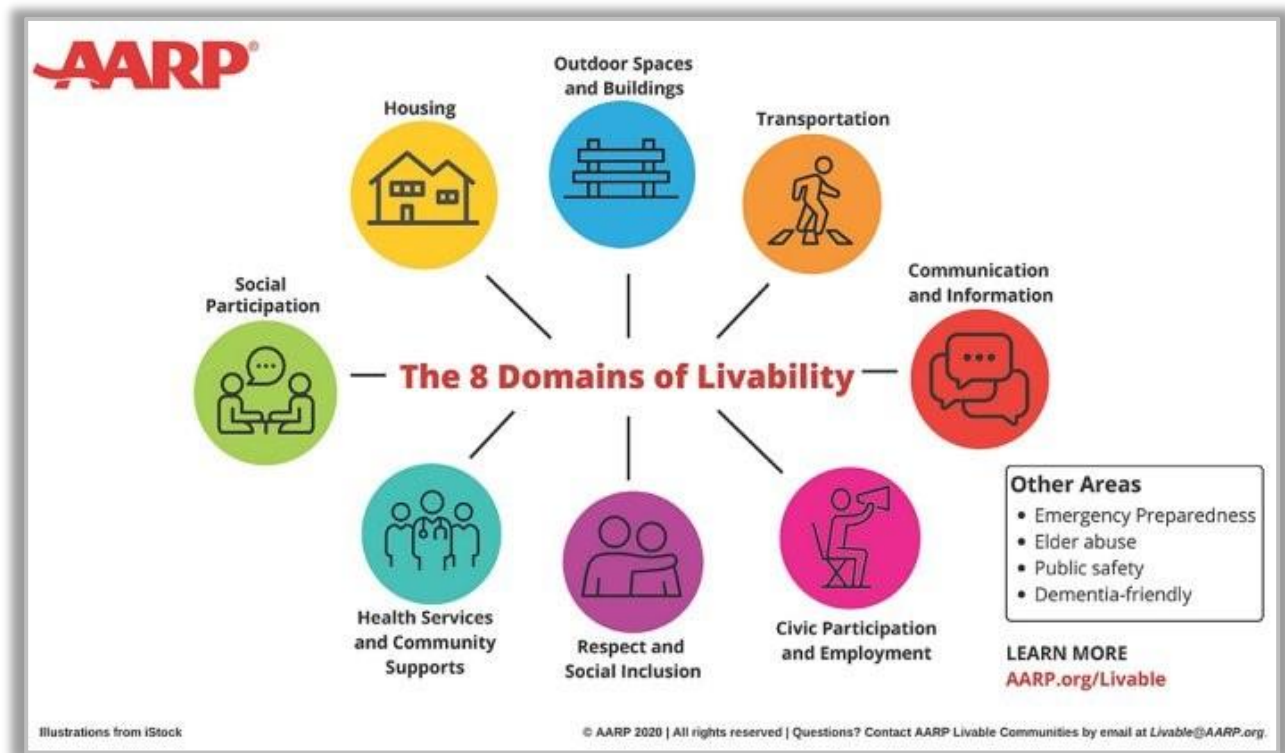 AARP®
Outdoor Spaces
and Buildings
Housing
Transportation
Social
Participation
Communication
and Information
The 8 Domains of Livability
Health Services
and Community
Supports
Respect and
Social Inclusion
Civic Participation
and Employment
Other Areas
• Emergency Preparedness
• Elder abuse
• Public safety
• Dementia-friendly
LEARN MORE
AARP.org/Livable
Illustrations from iStock
© AARP 2020 | All rights reserved | Questions? Contact AARP Livable Communities by email at Livable@AARP.org.